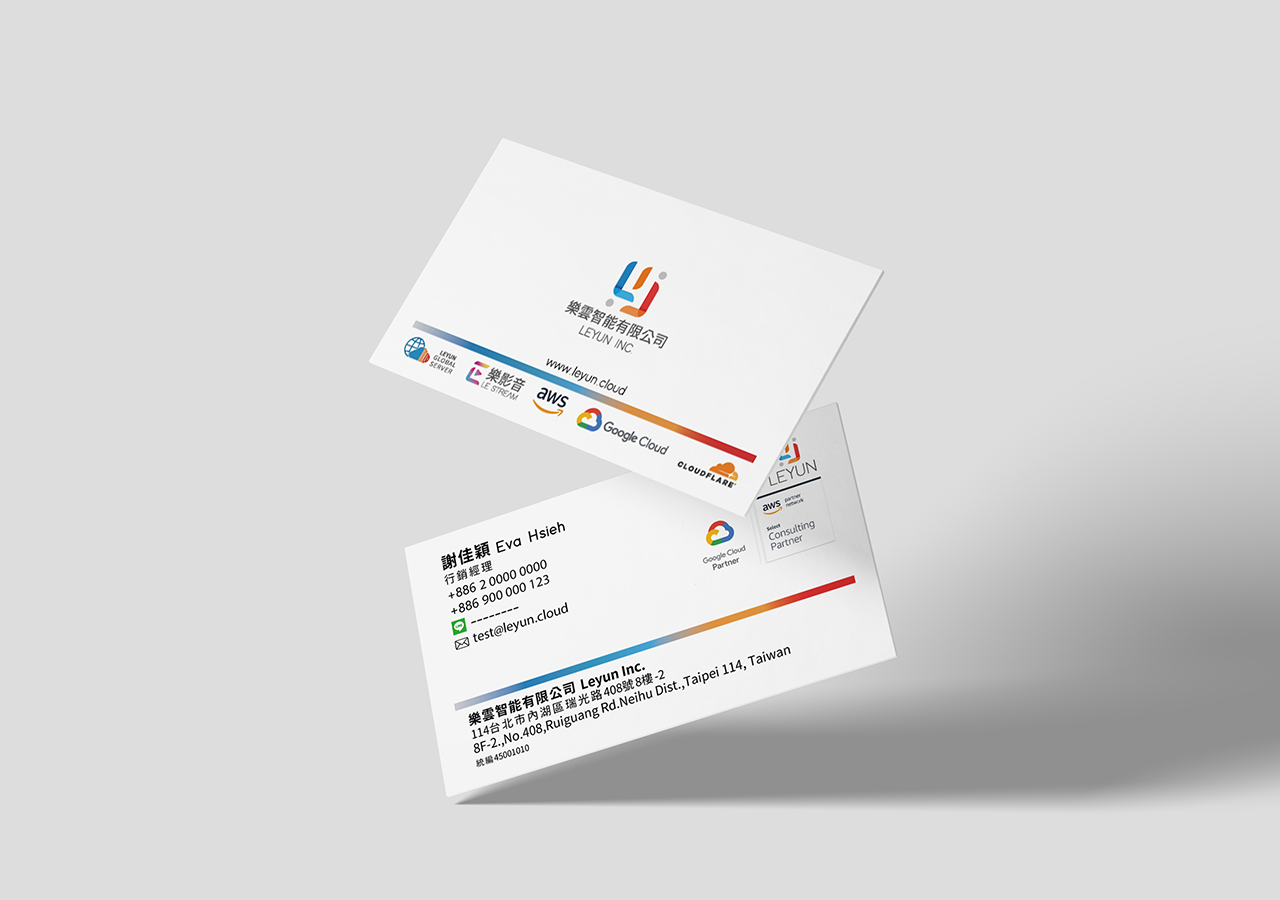 樂雲智能有限公司
LEYUN INC
www.leyun.cloud
LEYUN
GLOBAL
SERVER
樂影音
LE STREAM
aws
Google Cloud
CLOUDFLARE
謝佳穎 Eva Hsieh
行銷經理
+886 2 0000 0000
+886 900 000 123
LINE --------
test@leyun.cloud
Google Cloud
Partner
LEYUN
aws partner
network
Select
Consulting
Partner
樂雲智能有限公司 Leyun Inc.
114台北市內湖區瑞光路408號8樓-2
8F-2.,No.408,Ruiguang Rd.Neihu Dist.,Taipei 114, Taiwan
統編45001010